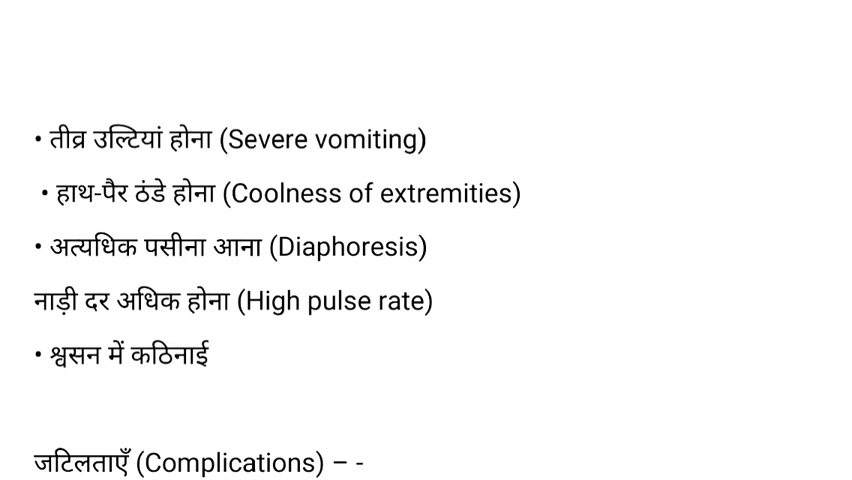 • तीव्र उल्टियां होना (Severe vomiting)
• हाथ-पैर ठंडे होना (Coolness of extremities)
• अत्यधिक पसीना आना (Diaphoresis)
नाड़ी दर अधिक होना (High pulse rate)
• श्वसन में कठिनाई
जटिलताएँ (Complications) – -